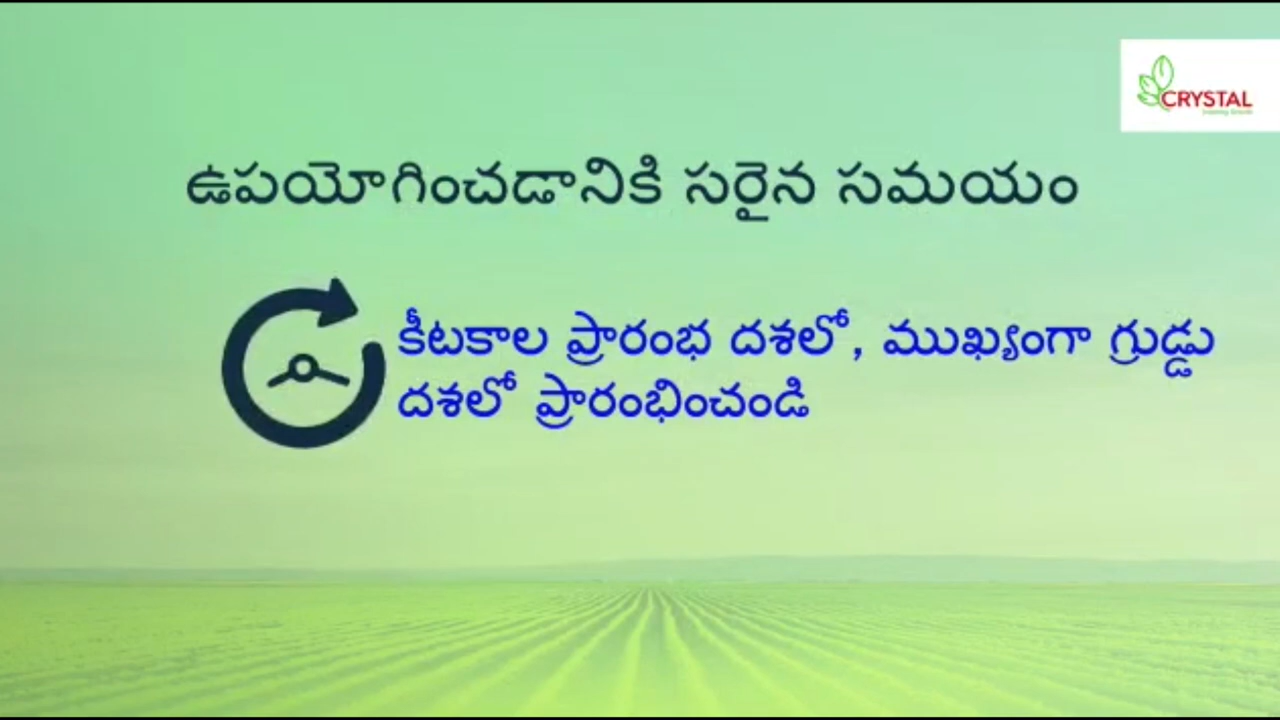 CRYSTAL
ఉపయోగించడానికి సరైన సమయం
కీటకాల ప్రారంభ దశలో, ముఖ్యంగా గ్రుడ్డు
దశలో ప్రారంభించండి